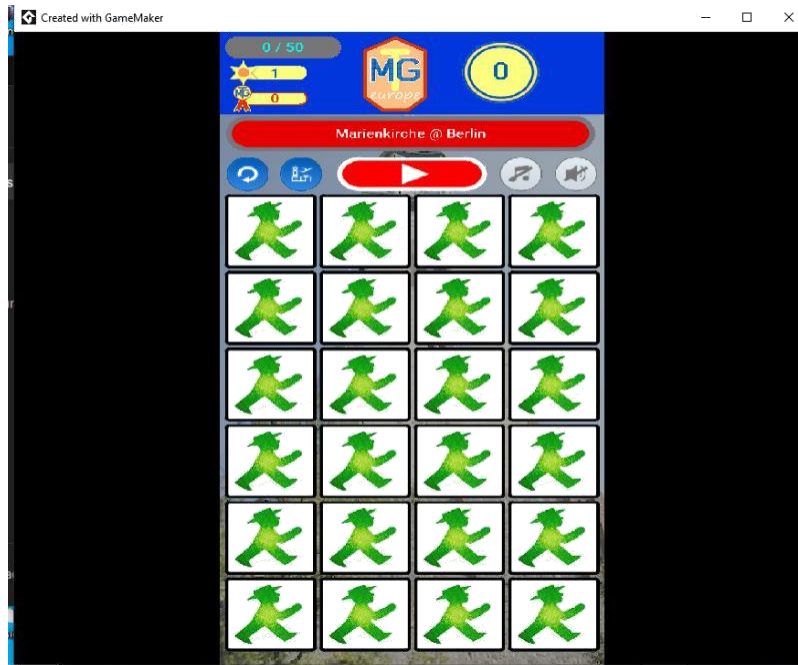 Created with GameMaker
0 / 50
1
0
MG
T
europe
0
Marienkirche @ Berlin